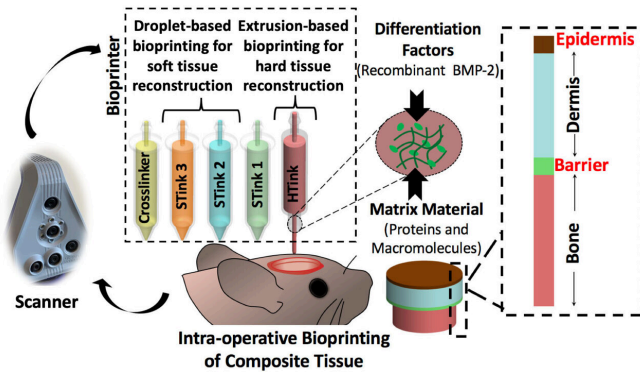 Droplet-based
bioprinting for
soft tissue
reconstruction
Extrusion-based
bioprinting for
hard tissue
reconstruction
Bioprinter
Crosslinker
STink 3
STink 2
STink 1
HTink
Scanner
Intra-operative Bioprinting
of Composite Tissue
Differentiation
Factors
(Recombinant BMP-2)
Matrix Material
(Proteins and
Macromolecules)
Epidermis
Dermis
Barrier
Bone